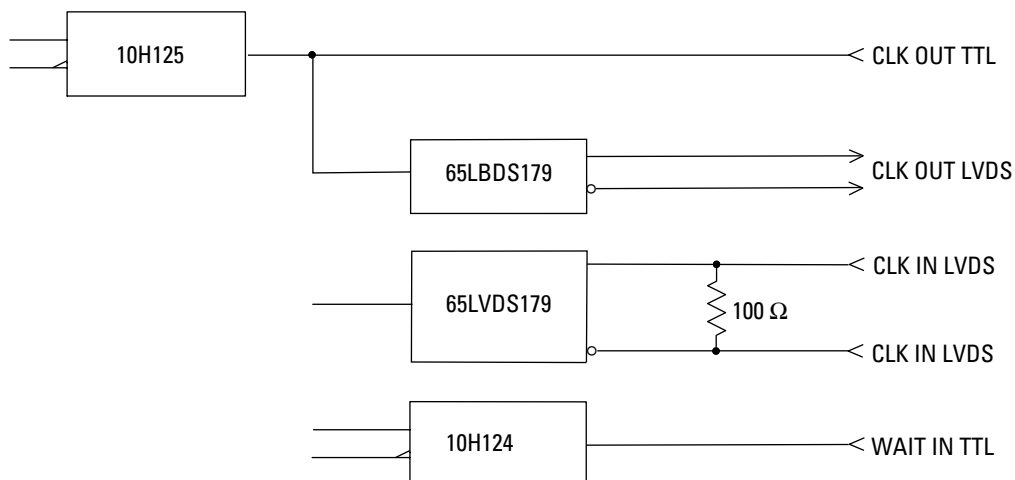 10H125
CLK OUT TTL
65LBDS179
CLK OUT LVDS
65LVDS179
CLK IN LVDS
100 Ω
CLK IN LVDS
10H124
WAIT IN TTL